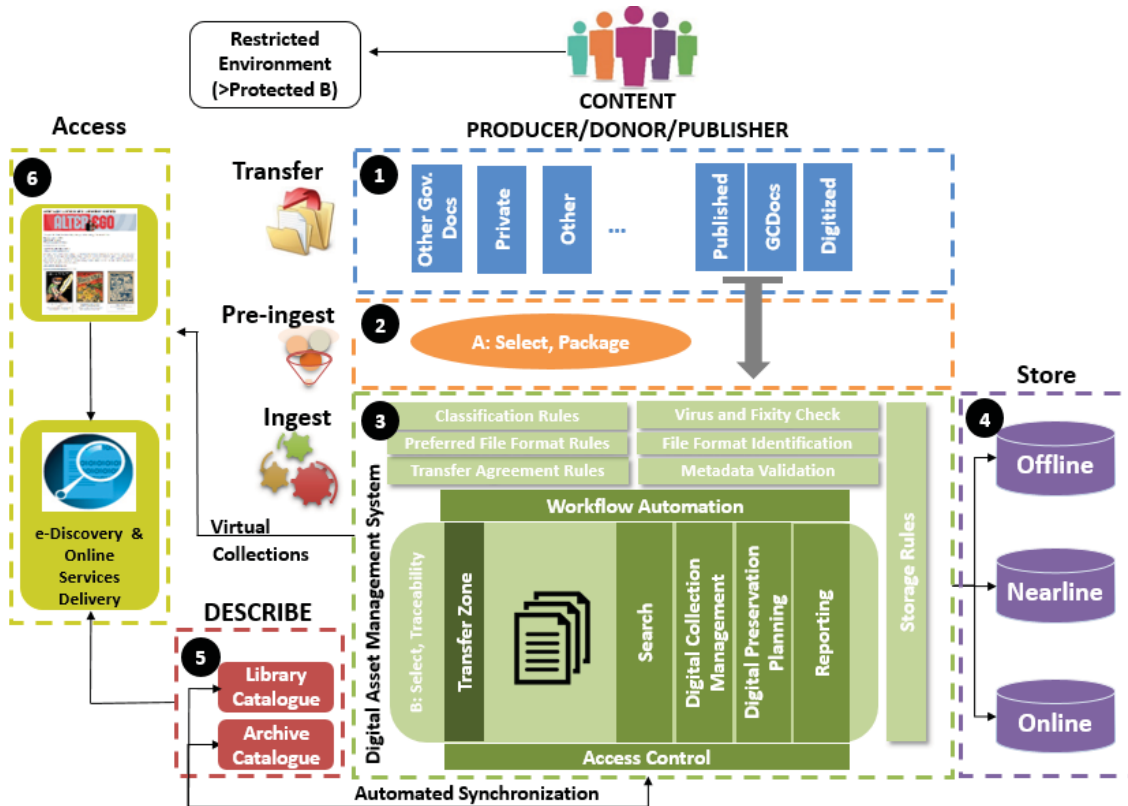 Restricted
Environment
(>Protected B)
CONTENT
PRODUCER/DONOR/PUBLISHER
Access
6
ALTER EGO
e-Discovery &
Online
Services
Delivery
Transfer
1
Other Gov.
Docs
Private
Other
...
Published
GCDocs
Digitized
Pre-ingest
2
A: Select, Package
Ingest
3
Classification Rules
Virus and Fixity Check
Preferred File Format Rules
File Format Identification
Transfer Agreement Rules
Metadata Validation
Digital Asset Management System
Workflow Automation
B: Select, Traceability
Transfer Zone
Search
Digital Collection
Management
Digital Preservation
Planning
Reporting
Access Control
Storage Rules
Virtual
Collections
Store
4
Offline
Nearline
Online
DESCRIBE
5
Library
Catalogue
Archive
Catalogue
Automated Synchronization